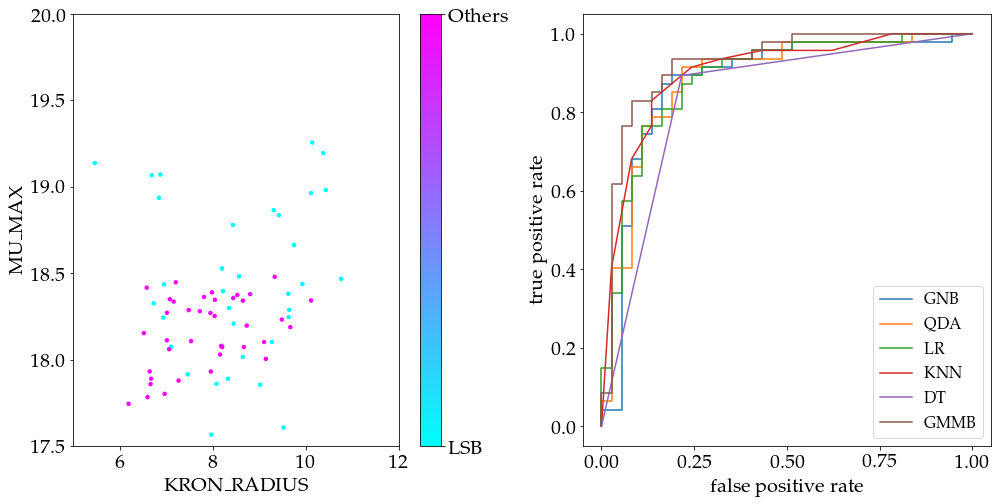 20.0
19.5
19.0
18.5
18.0
17.5
MU_MAX
6
8
10
12
KRON_RADIUS
Others
LSB
1.0
0.8
0.6
0.4
0.2
0.0
true positive rate
0.00
0.25
0.50
0.75
1.00
false positive rate
GNB
QDA
LR
KNN
DT
GMMB